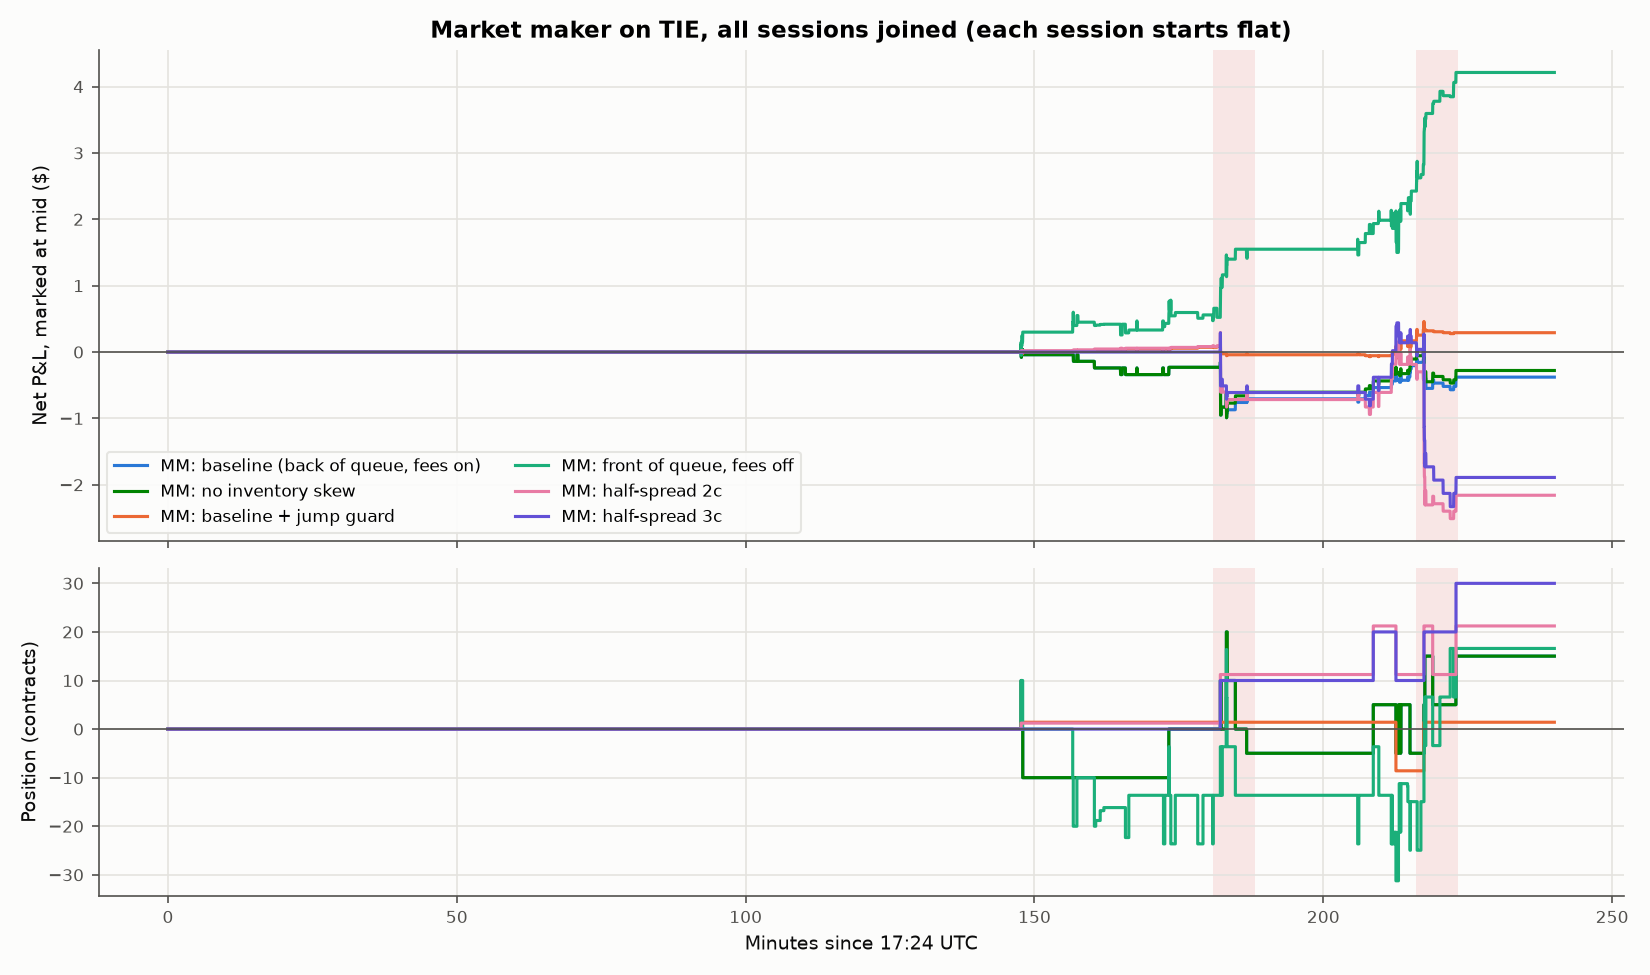 Market maker on TIE, all sessions joined (each session starts flat)
Net P&L, marked at mid ($)
4
3
2
1
0
−1
−2
MM: baseline (back of queue, fees on)
MM: no inventory skew
MM: baseline + jump guard
MM: front of queue, fees off
MM: half-spread 2c
MM: half-spread 3c
Position (contracts)
30
20
10
0
−10
−20
−30
0 50 100 150 200 250
Minutes since 17:24 UTC